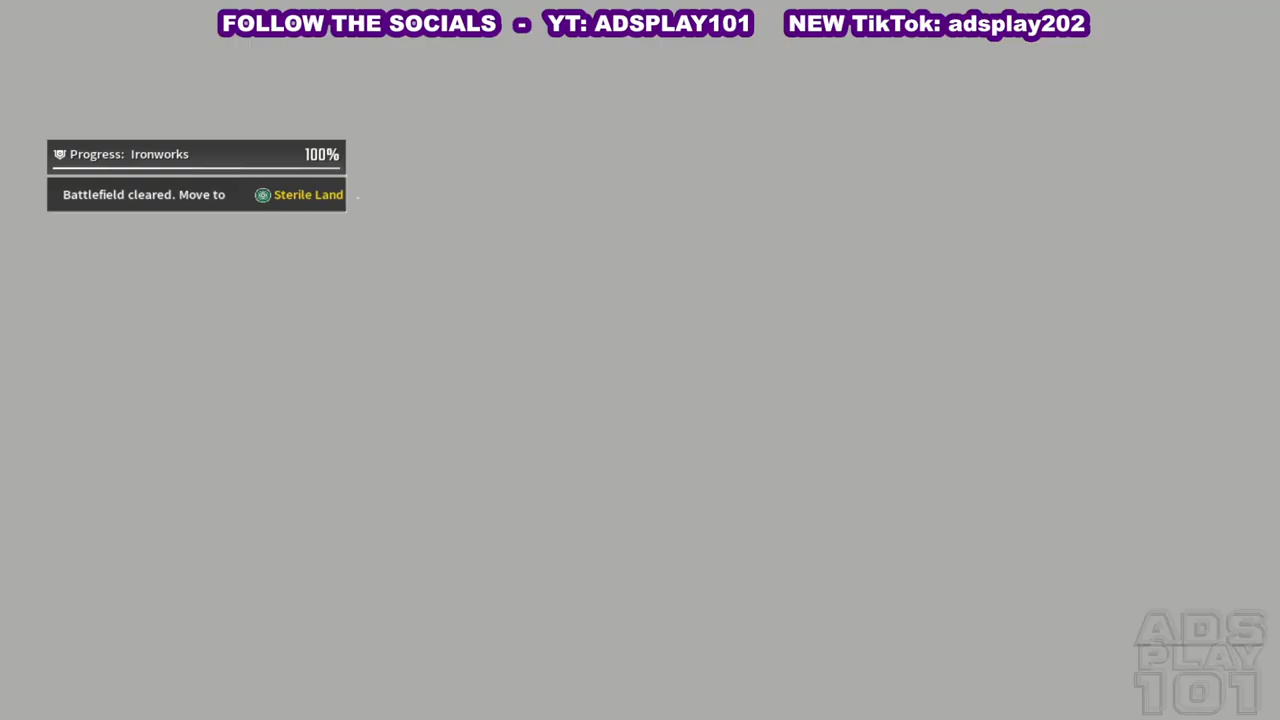 FOLLOW THE SOCIALS - YT: ADSPLAY101 NEW TikTok: adsplay202
Progress: Ironworks 100%
Battlefield cleared. Move to Sterile Land .
ADS
PLAY
101